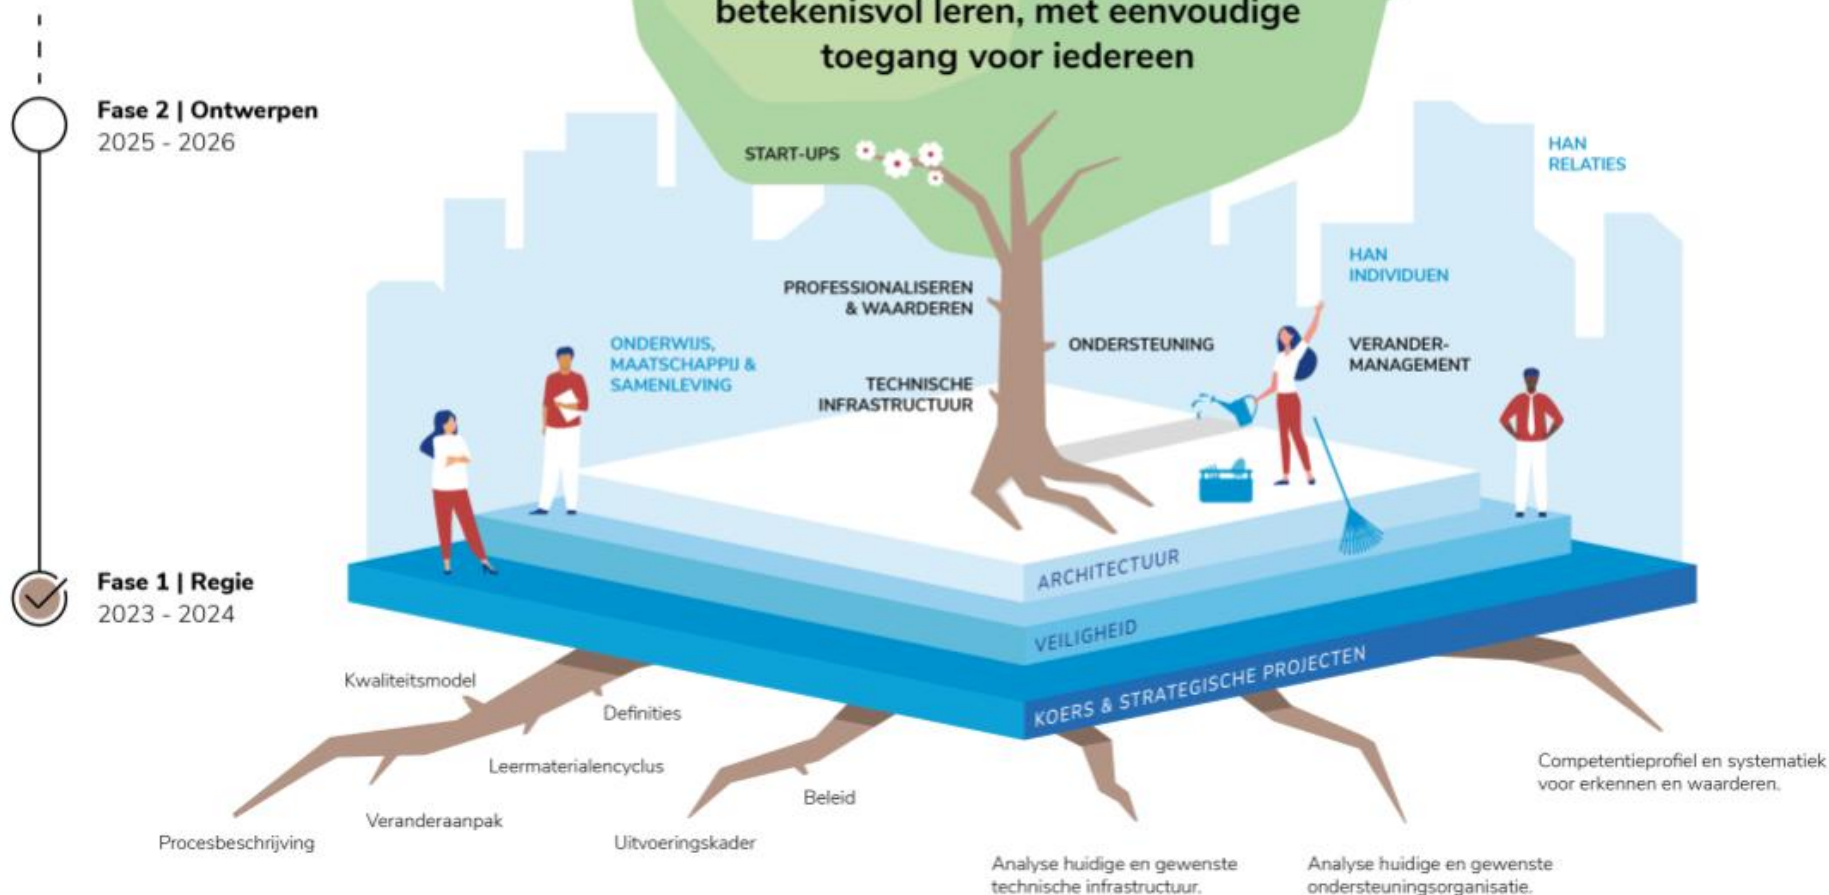 betekenisvol leren, met eenvoudige
toegang voor iedereen
Fase 2 | Ontwerpen
2025 - 2026
START-UPS
HAN
RELATIES
HAN
INDIVIDUEN
PROFESSIONALISEREN
& WAARDEREN
ONDERWIJS,
MAATSCHAPPIJ &
SAMENLEVING
ONDERSTEUNING
VERANDER-
MANAGEMENT
TECHNISCHE
INFRASTRUCTUUR
ARCHITECTUUR
VEILIGHEID
KOERS & STRATEGISCHE PROJECTEN
Fase 1 | Regie
2023 - 2024
Kwaliteitsmodel
Definities
Leermaterialencyclus
Veranderaanpak
Procesbeschrijving
Beleid
Uitvoeringskader
Analyse huidige en gewenste
technische infrastructuur.
Analyse huidige en gewenste
ondersteuningsorganisatie.
Competentieprofiel en systematiek
voor erkennen en waarderen.